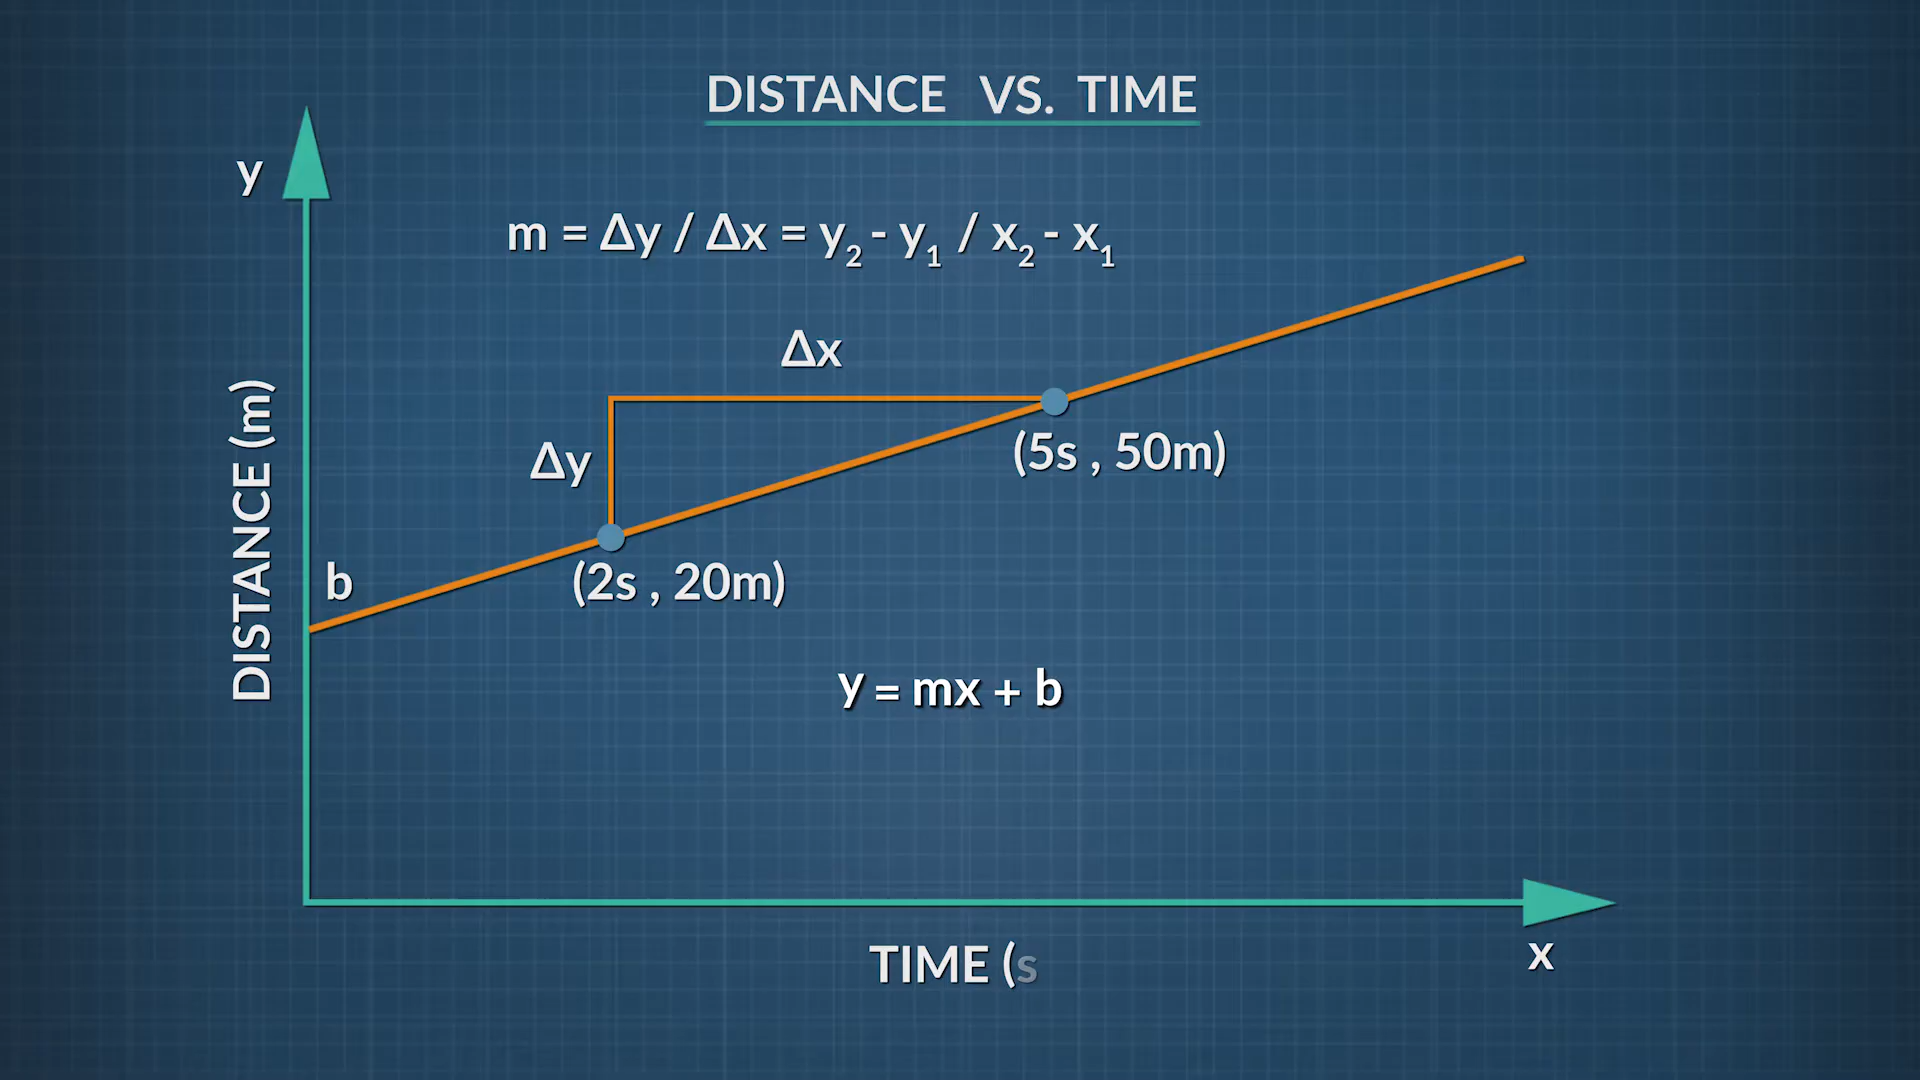 DISTANCE VS. TIME
y
m = Δy / Δx = y₂ - y₁ / x₂ - x₁
Δx
Δy
(5s , 50m)
DISTANCE (m)
b
(2s , 20m)
y = mx + b
TIME (s
x